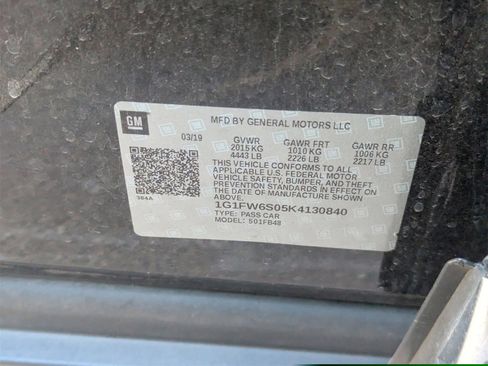 GM
MFD BY GENERAL MOTORS LLC
03/19 GVWR GAWR FRT GAWR RR
2015 KG 1010 KG 1006 KG
4443 LB 2226 LB 2217 LB
THIS VEHICLE CONFORMS TO ALL
APPLICABLE U.S. FEDERAL MOTOR
VEHICLE SAFETY, BUMPER, AND THEFT
PREVENTION STANDARDS IN EFFECT ON
THE DATE OF MANUFACTURE SHOWN
ABOVE.
384A
1G1FW6S05K4130840
TYPE: PASS CAR
MODEL: 501FB48